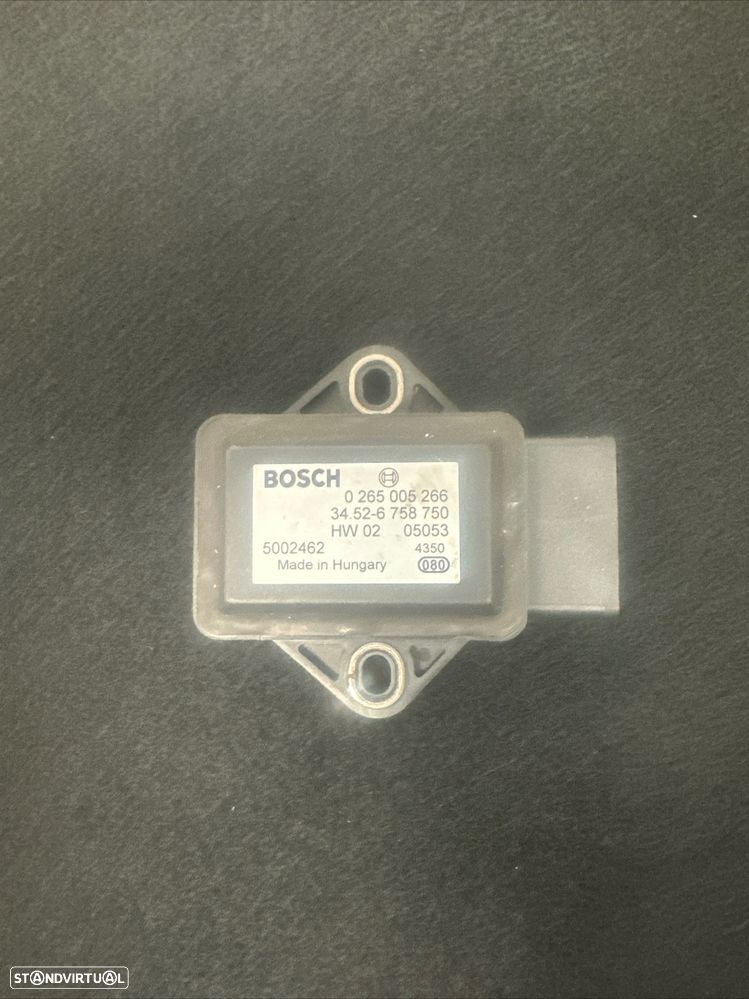 BOSCH
0 265 005 266
34.52-6 758 750
HW 02 05053
5002462 4350
Made in Hungary 080
STANDVIRTUAL